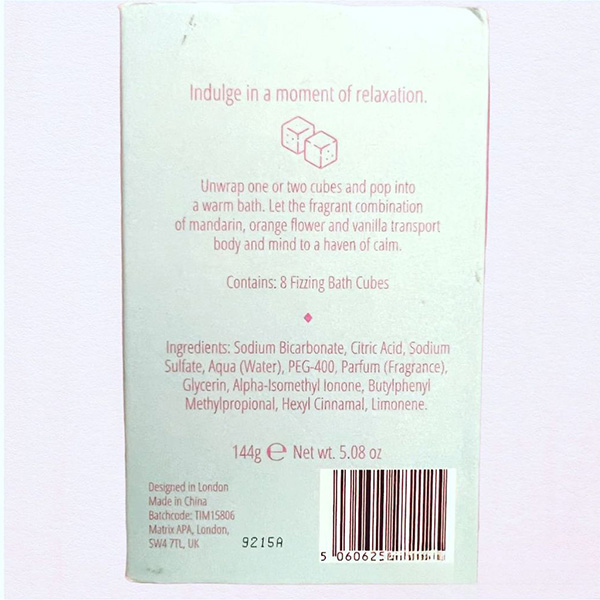 Indulge in a moment of relaxation.
Unwrap one or two cubes and pop into
a warm bath. Let the fragrant combination
of mandarin, orange flower and vanilla transport
body and mind to a haven of calm.
Contains: 8 Fizzing Bath Cubes
Ingredients: Sodium Bicarbonate, Citric Acid, Sodium
Sulfate, Aqua (Water), PEG-400, Parfum (Fragrance),
Glycerin, Alpha-Isomethyl Ionone, Butylphenyl
Methylpropional, Hexyl Cinnamal, Limonene.
144g ℮ Net wt. 5.08 oz
Designed in London
Made in China
Batchcode: TIM15806
Matrix APA, London,
SW4 7TL, UK
9215A